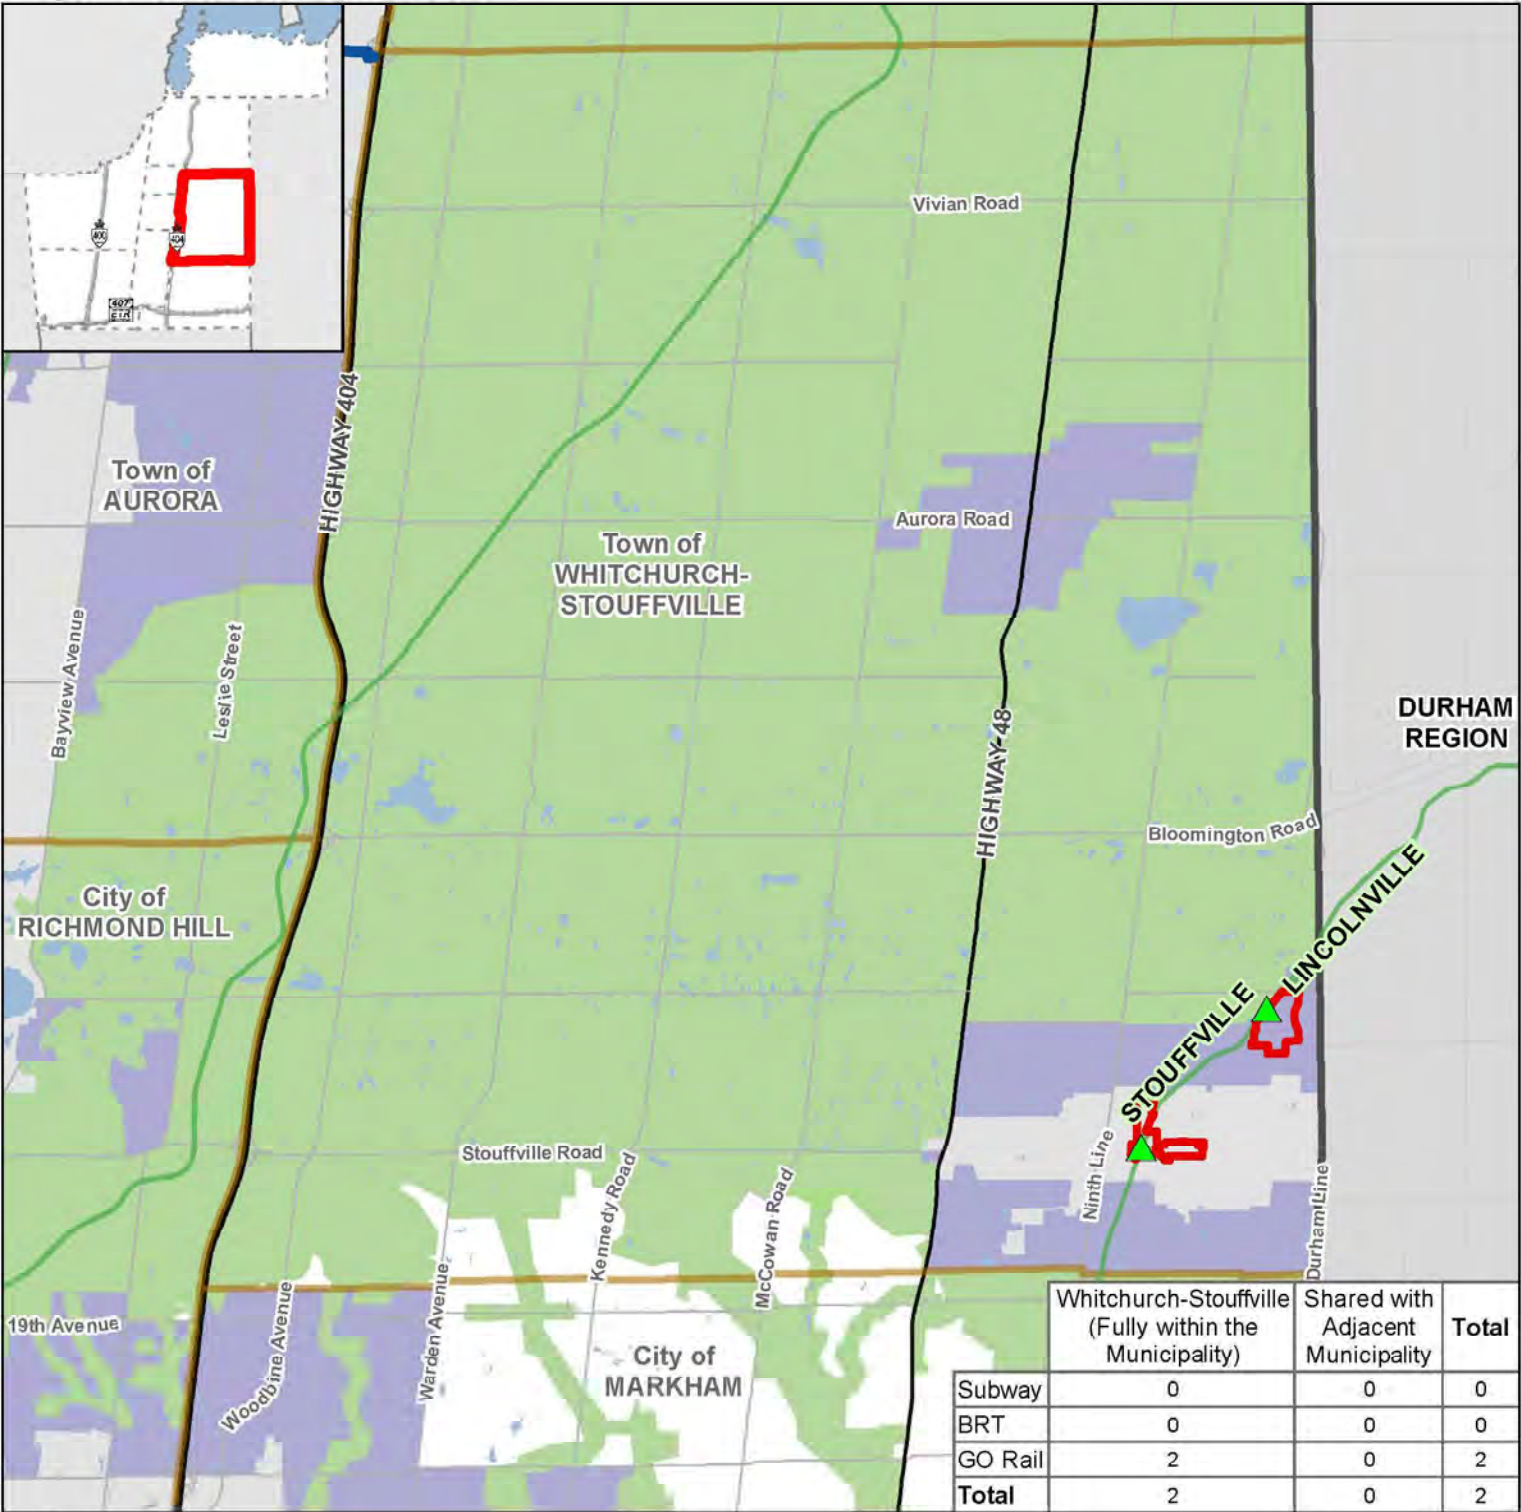 400
404
407
ETR
Vivian Road
HIGHWAY 404
Town of
AURORA
Aurora Road
Town of
WHITCHURCH-
STOUFFVILLE
Bayview Avenue
Leslie Street
DURHAM
REGION
HIGHWAY 48
Bloomington Road
LINCOLNVILLE
City of
RICHMOND HILL
STOUFFVILLE
Stouffville Road
Ninth Line
Kennedy Road
McCowan Road
Durham Line
19th Avenue
Woodbine Avenue
Warden Avenue
City of
MARKHAM
Whitchurch-Stouffville
(Fully within the
Municipality)
Shared with
Adjacent
Municipality
Total
Subway 0 0 0
BRT 0 0 0
GO Rail 2 0 2
Total 2 0 2